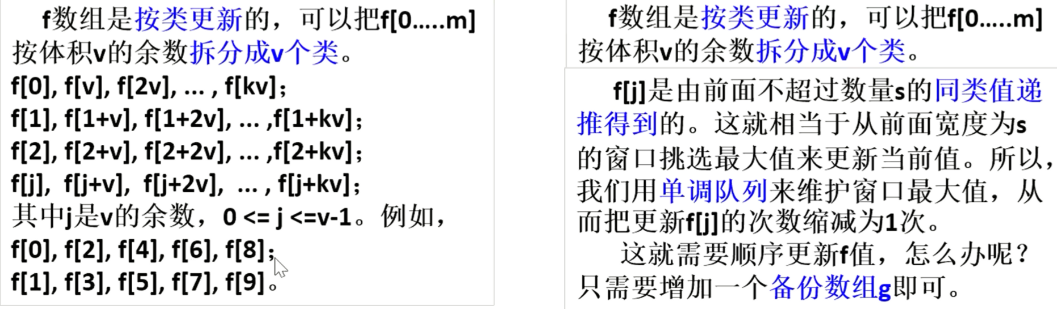 f数组是按类更新的，可以把f[0…..m]
按体积v的余数拆分成v个类。
f[0], f[v], f[2v], ... , f[kv]；
f[1], f[1+v], f[1+2v], ... ,f[1+kv]；
f[2], f[2+v], f[2+2v], ... ,f[2+kv]；
f[j],  f[j+v],  f[j+2v],  ... , f[j+kv]；
其中j是v的余数，0 <= j <=v-1。例如，
f[0], f[2], f[4], f[6], f[8]；
f[1], f[3], f[5], f[7], f[9]。
f数组是按类更新的，可以把f[0…..m]
按体积v的余数拆分成v个类。
f[j]是由前面不超过数量s的同类值递
推得到的。这就相当于从前面宽度为s
的窗口挑选最大值来更新当前值。所以，
我们用单调队列来维护窗口最大值，从
而把更新f[j]的次数缩减为1次。
这就需要顺序更新f值，怎么办呢？
只需要增加一个备份数组g即可。